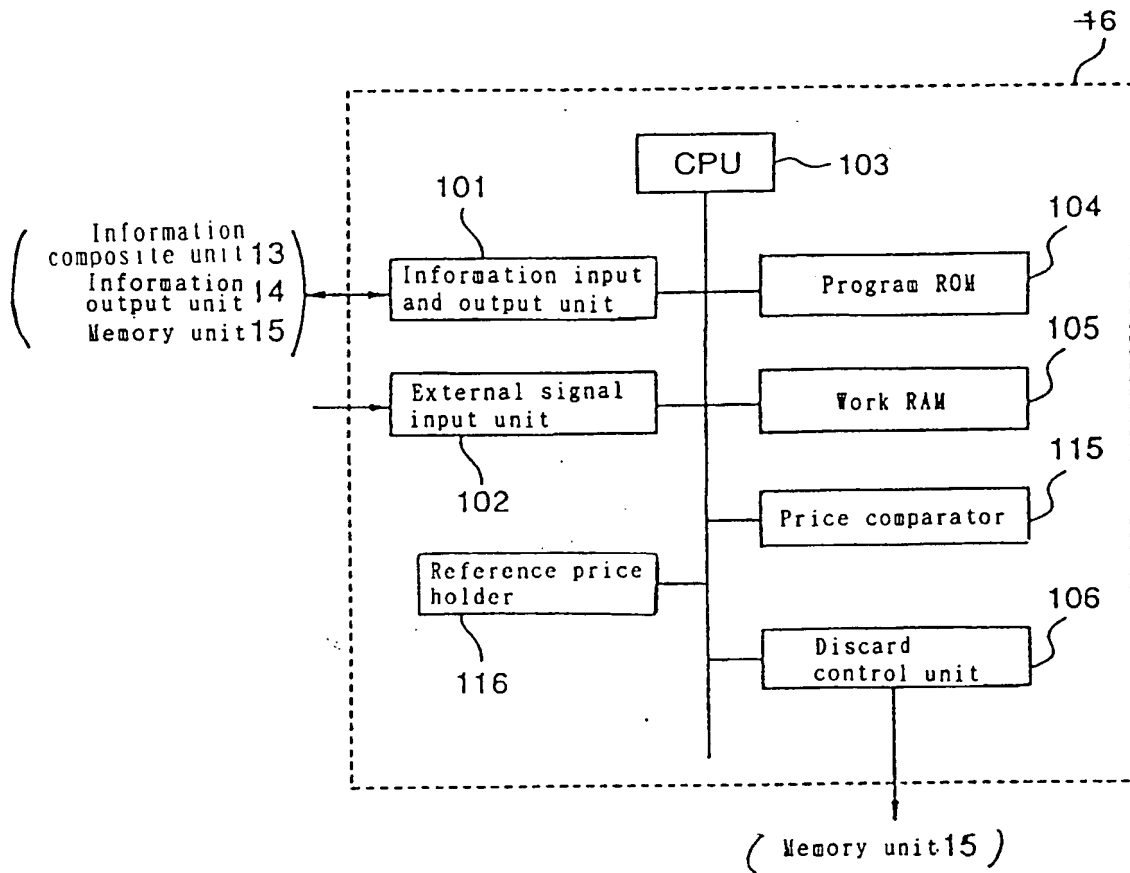 16
CPU
103
101
104
Information
composite unit 13
Information
output unit 14
Memory unit 15
Information input
and output unit
Program ROM
105
External signal
input unit
Work RAM
102
115
Price comparator
Reference price
holder
106
116
Discard
control unit
(Memory unit 15)